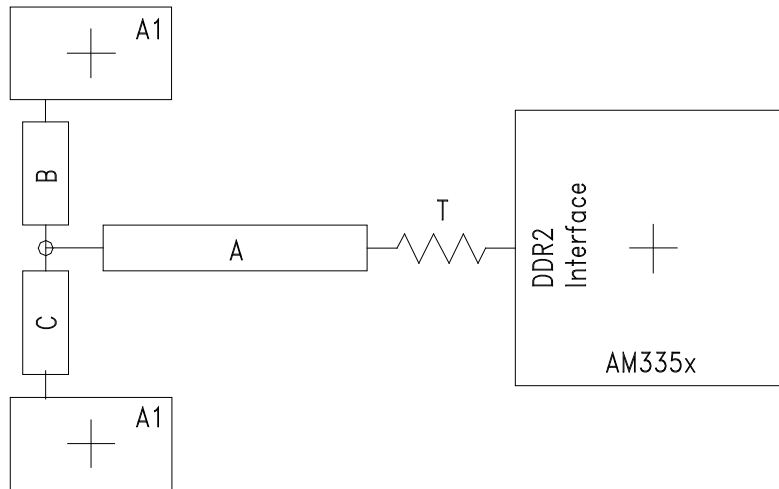 A1
B
T
A
DDR2
Interface
C
AM335x
A1